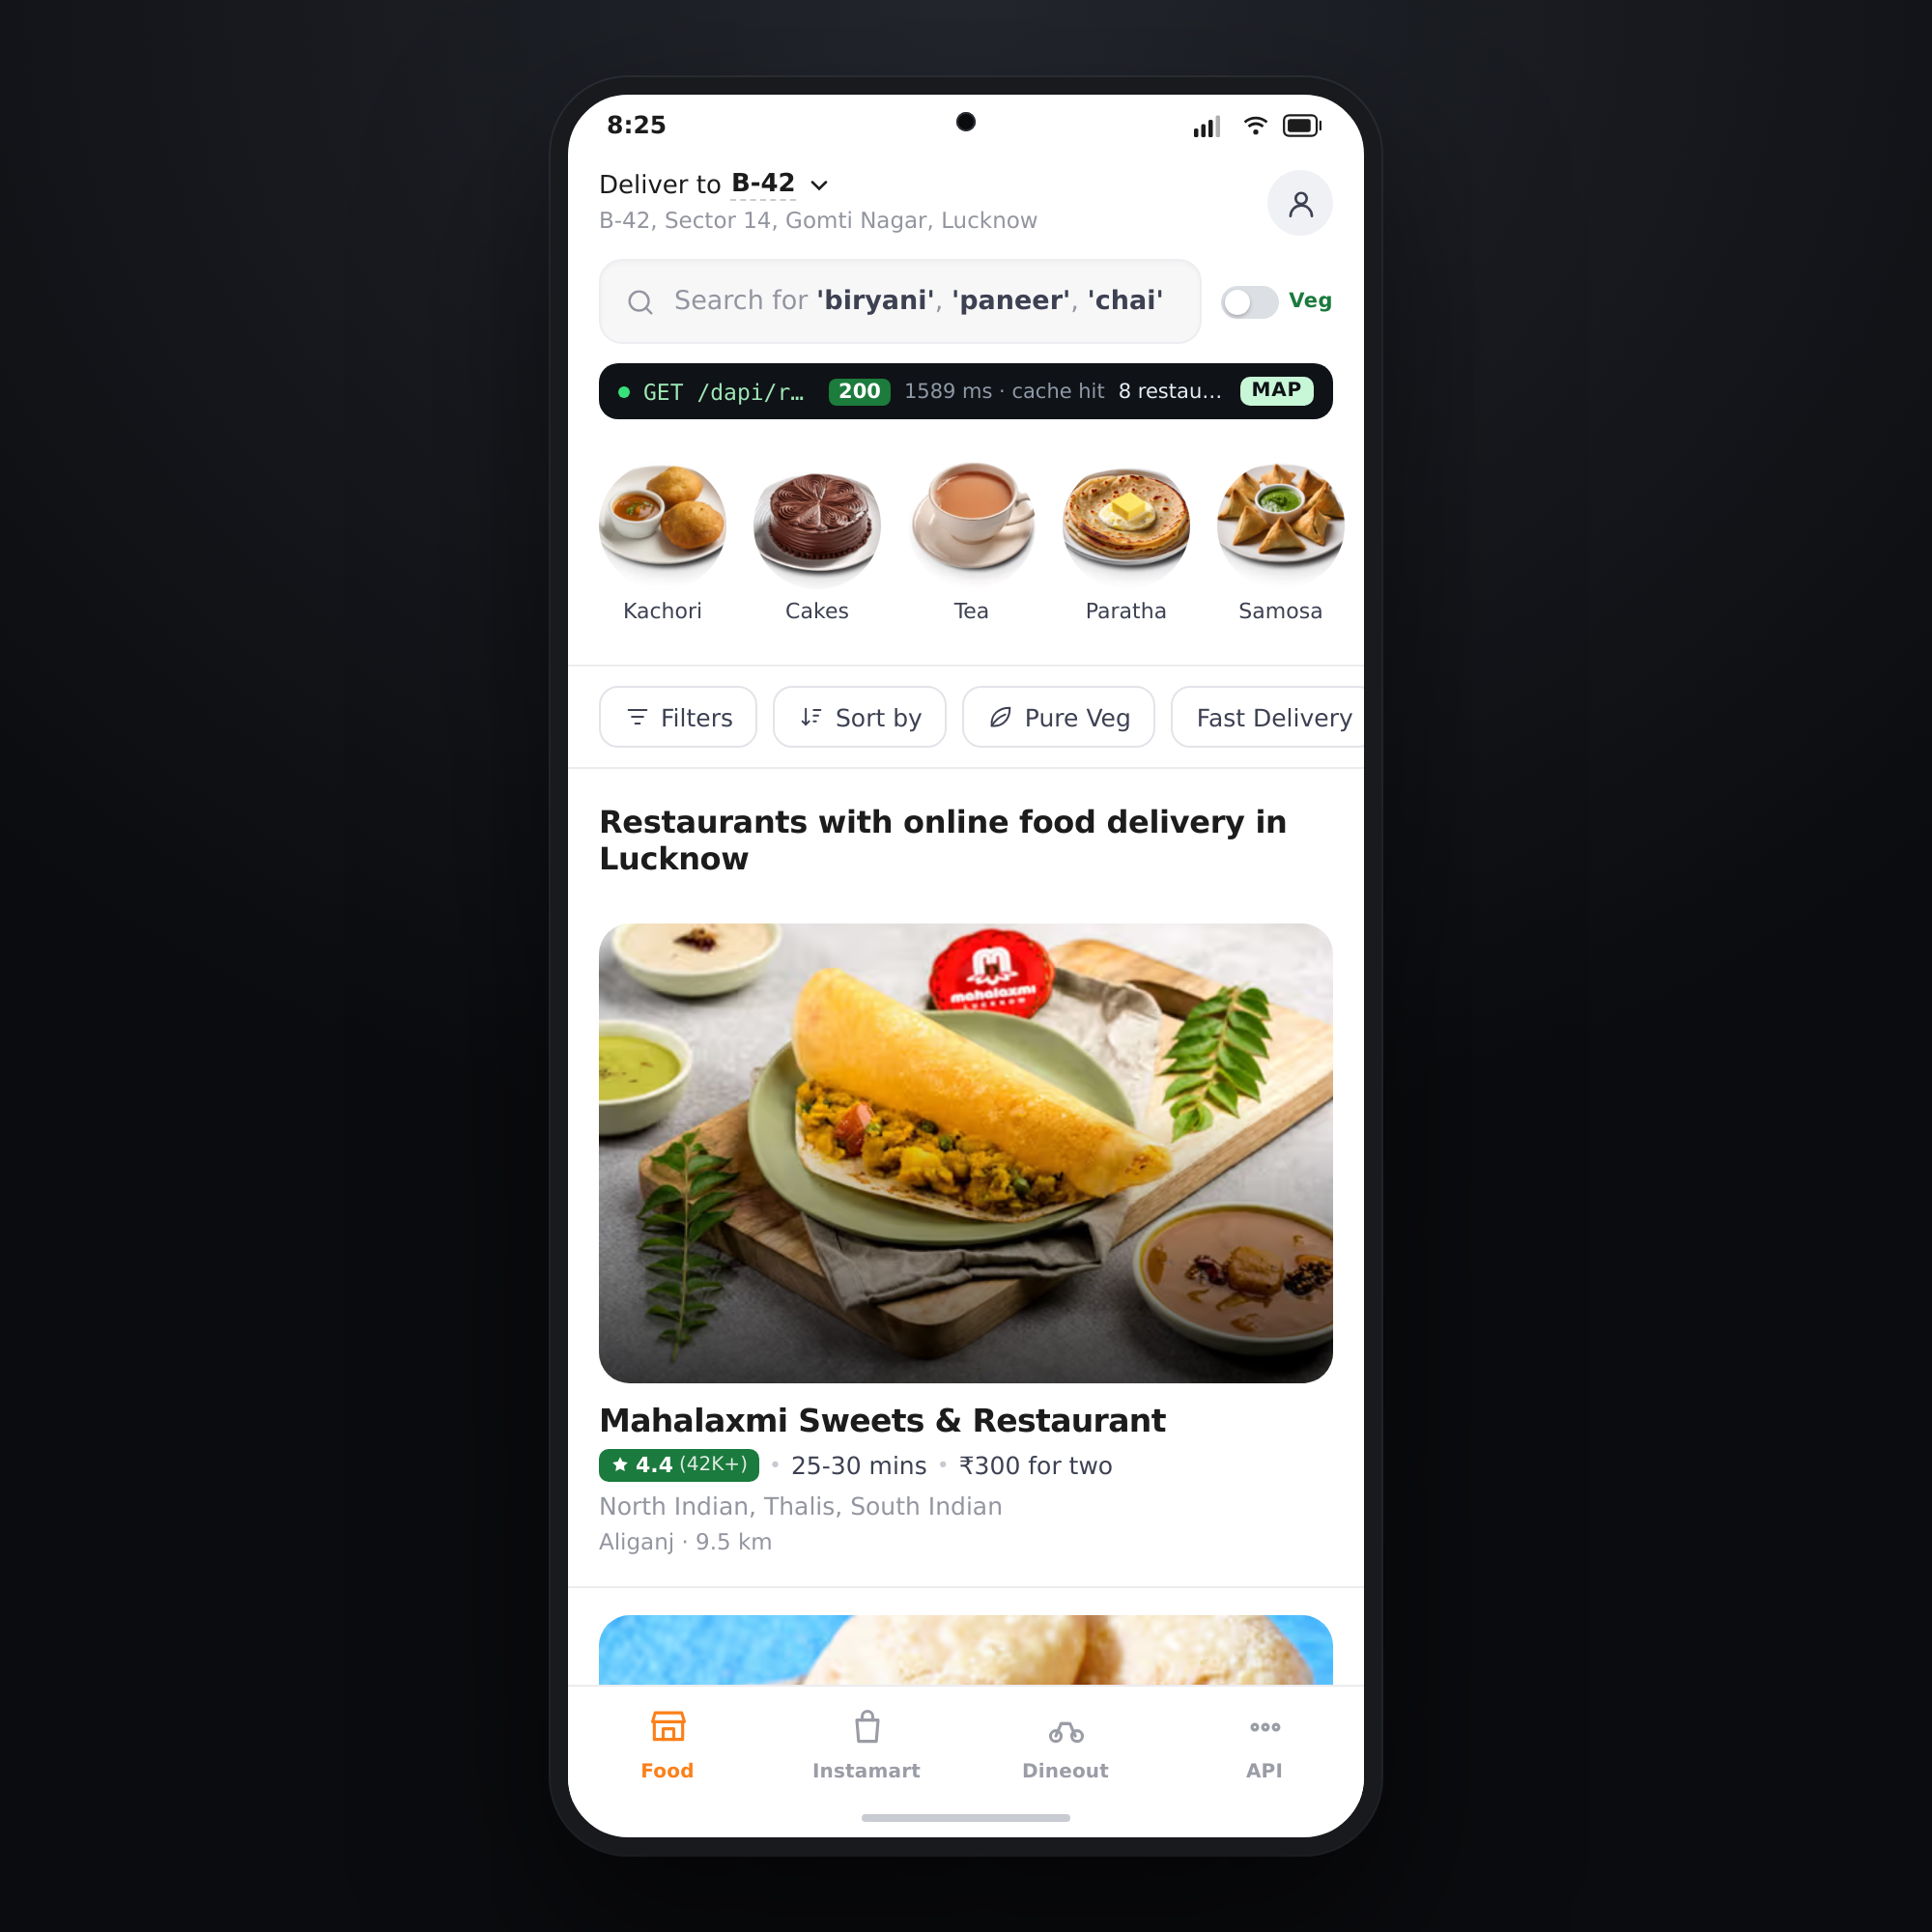 8:25
Deliver to B-42
B-42, Sector 14, Gomti Nagar, Lucknow
Search for 'biryani', 'paneer', 'chai'
Veg
GET /dapi/r… 200 1589 ms · cache hit 8 restau… MAP
Kachori Cakes Tea Paratha Samosa
Filters Sort by Pure Veg Fast Delivery
Restaurants with online food delivery in
Lucknow
mahalaxmi
LUCKNOW
Mahalaxmi Sweets & Restaurant
4.4 (42K+) • 25-30 mins • ₹300 for two
North Indian, Thalis, South Indian
Aliganj · 9.5 km
Food Instamart Dineout API